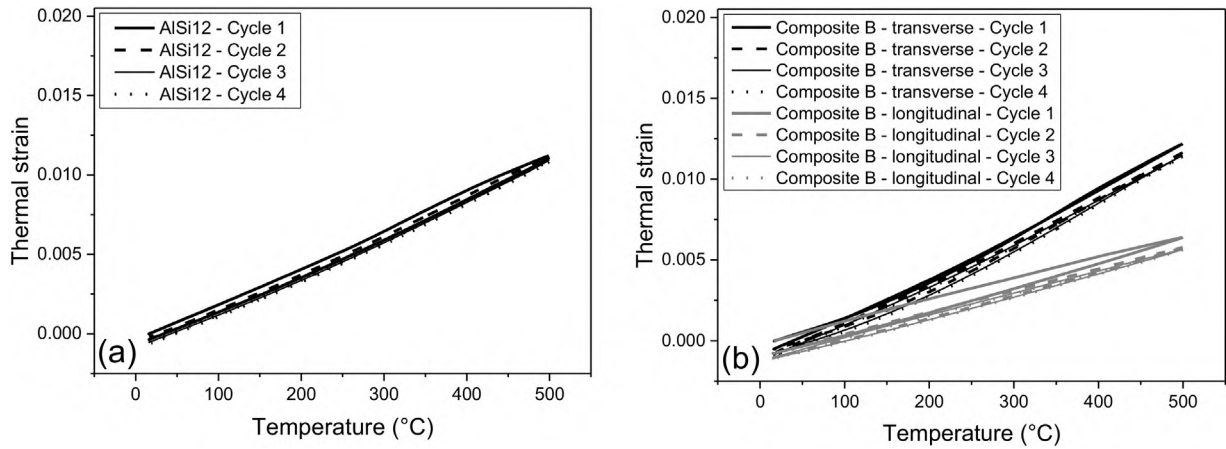 0.020
0.015
0.010
0.005
0.000
Thermal strain
AlSi12 - Cycle 1
AlSi12 - Cycle 2
AlSi12 - Cycle 3
AlSi12 - Cycle 4
(a)
0 100 200 300 400 500
Temperature (°C)
0.020
0.015
0.010
0.005
0.000
Thermal strain
Composite B - transverse - Cycle 1
Composite B - transverse - Cycle 2
Composite B - transverse - Cycle 3
Composite B - transverse - Cycle 4
Composite B - longitudinal - Cycle 1
Composite B - longitudinal - Cycle 2
Composite B - longitudinal - Cycle 3
Composite B - longitudinal - Cycle 4
(b)
0 100 200 300 400 500
Temperature (°C)